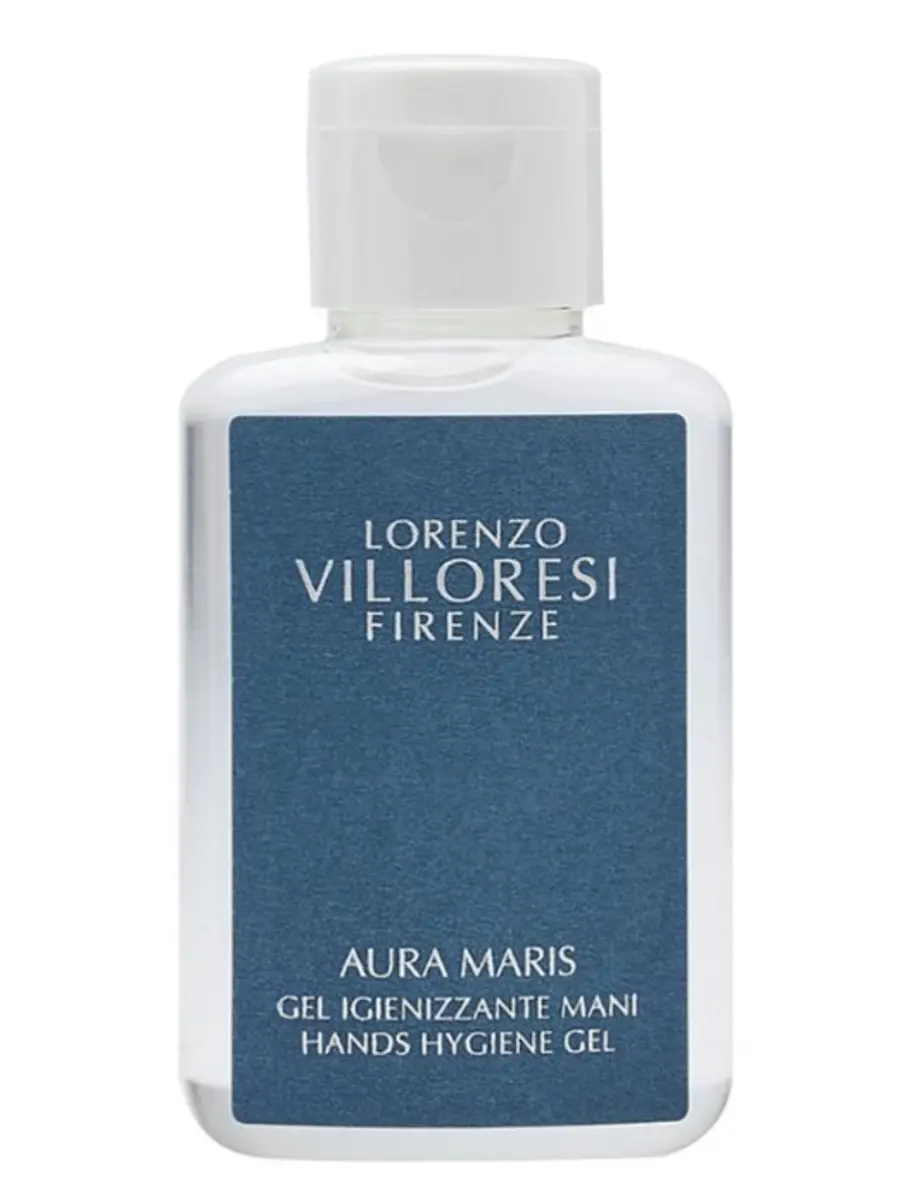 LORENZO
VILLORESI
FIRENZE
AURA MARIS
GEL IGIENIZZANTE MANI
HANDS HYGIENE GEL